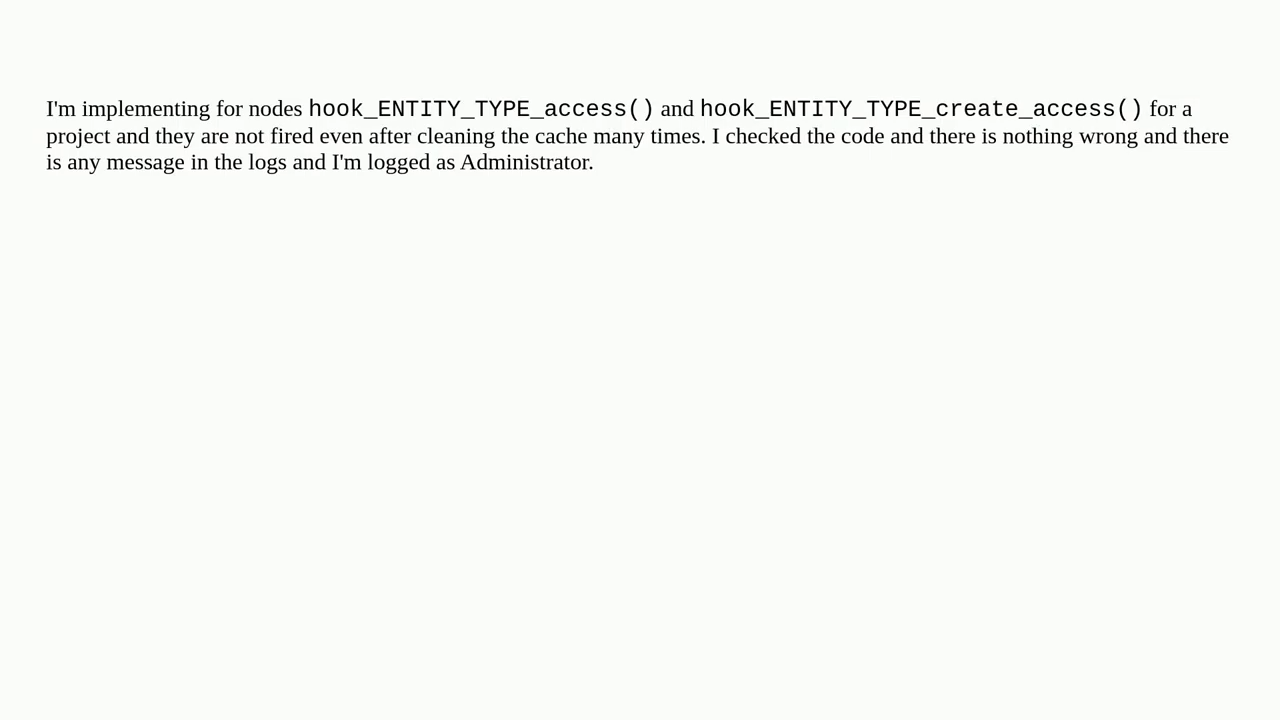 I'm implementing for nodes hook_ENTITY_TYPE_access() and hook_ENTITY_TYPE_create_access() for a
project and they are not fired even after cleaning the cache many times. I checked the code and there is nothing wrong and there
is any message in the logs and I'm logged as Administrator.